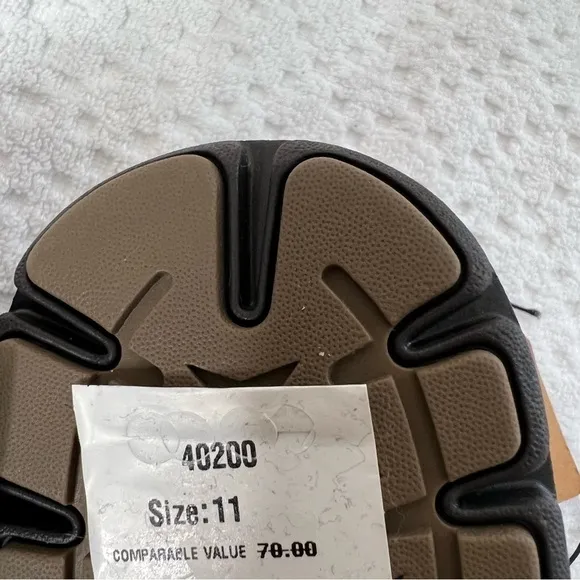 40200
Size:11
COMPARABLE VALUE 70.00